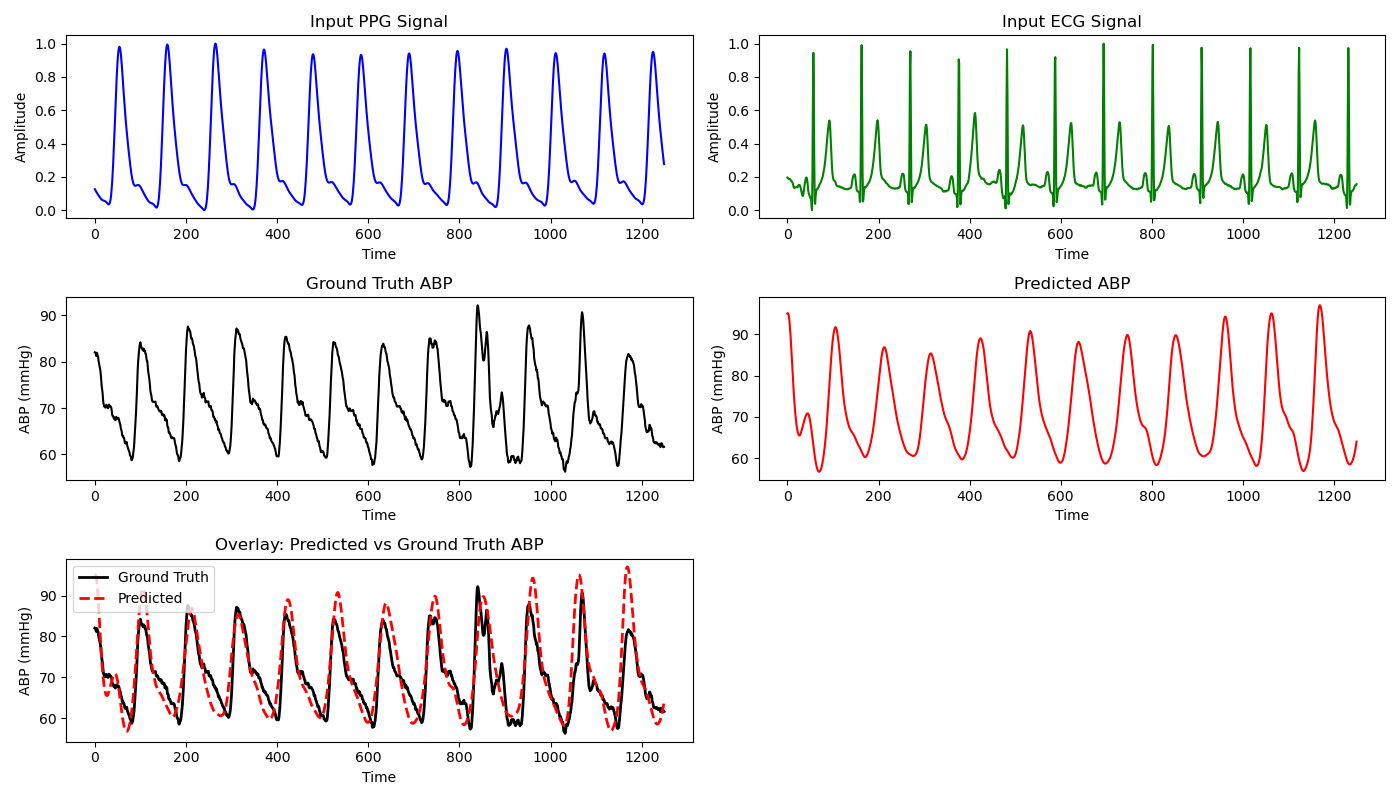 Input PPG Signal
Amplitude
1.0
0.8
0.6
0.4
0.2
0.0
0 200 400 600 800 1000 1200
Time
Input ECG Signal
Amplitude
1.0
0.8
0.6
0.4
0.2
0.0
0 200 400 600 800 1000 1200
Time
Ground Truth ABP
ABP (mmHg)
90
80
70
60
0 200 400 600 800 1000 1200
Time
Predicted ABP
ABP (mmHg)
90
80
70
60
0 200 400 600 800 1000 1200
Time
Overlay: Predicted vs Ground Truth ABP
ABP (mmHg)
90
80
70
60
Ground Truth
Predicted
0 200 400 600 800 1000 1200
Time